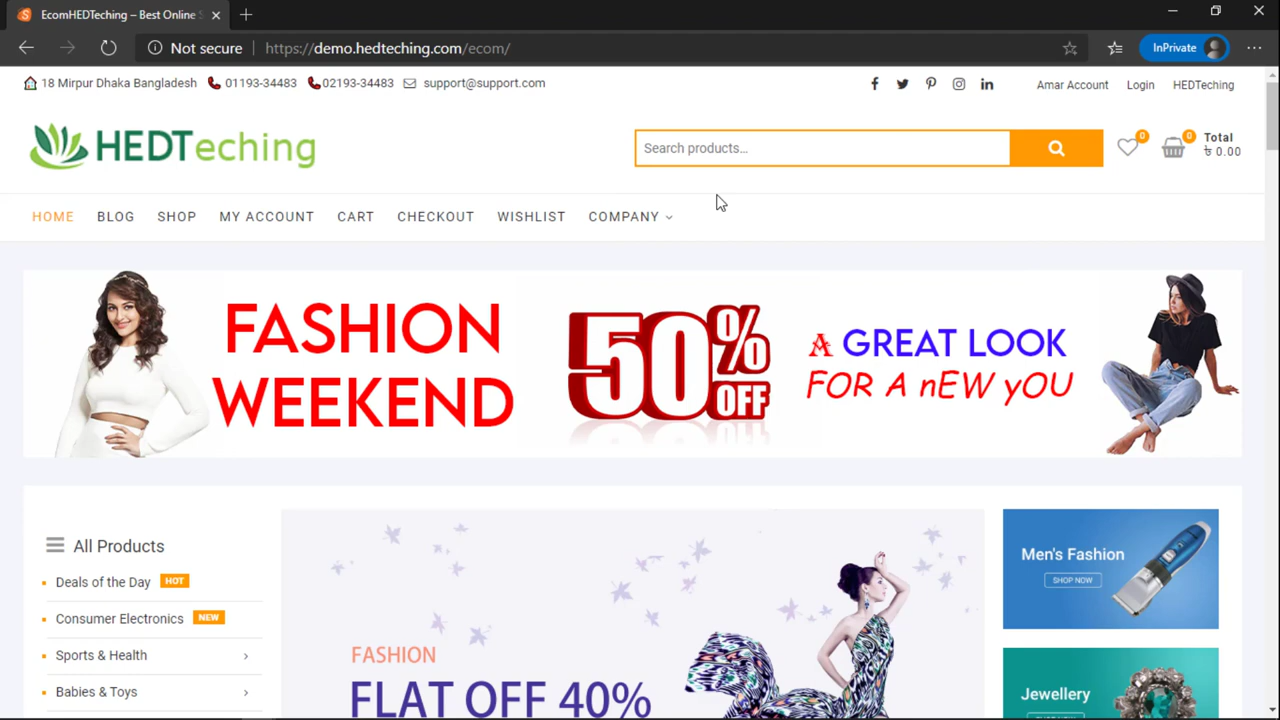 EcomHEDTeching – Best Online
Not secure
https://demo.hedteching.com/ecom/
InPrivate
18 Mirpur Dhaka Bangladesh 01193-34483 02193-34483 support@support.com
Amar Account Login HEDTeching
HEDTeching
Search products...
0
0
Total
৳ 0.00
HOME BLOG SHOP MY ACCOUNT CART CHECKOUT WISHLIST COMPANY
FASHION
WEEKEND
50% OFF
A GREAT LOOK
FOR A nEW yOU
All Products
Deals of the Day HOT
Consumer Electronics NEW
Sports & Health
Babies & Toys
FASHION
FLAT OFF 40%
Men's Fashion
SHOP NOW
Jewellery